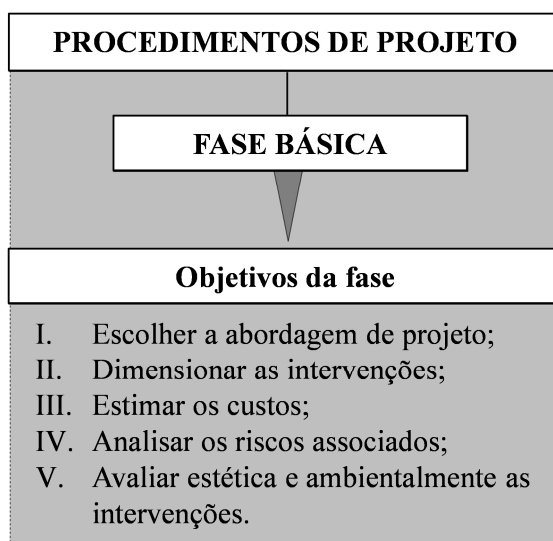 PROCEDIMENTOS DE PROJETO
FASE BÁSICA
Objetivos da fase
I. Escolher a abordagem de projeto;
II. Dimensionar as intervenções;
III. Estimar os custos;
IV. Analisar os riscos associados;
V. Avaliar estética e ambientalmente as
intervenções.